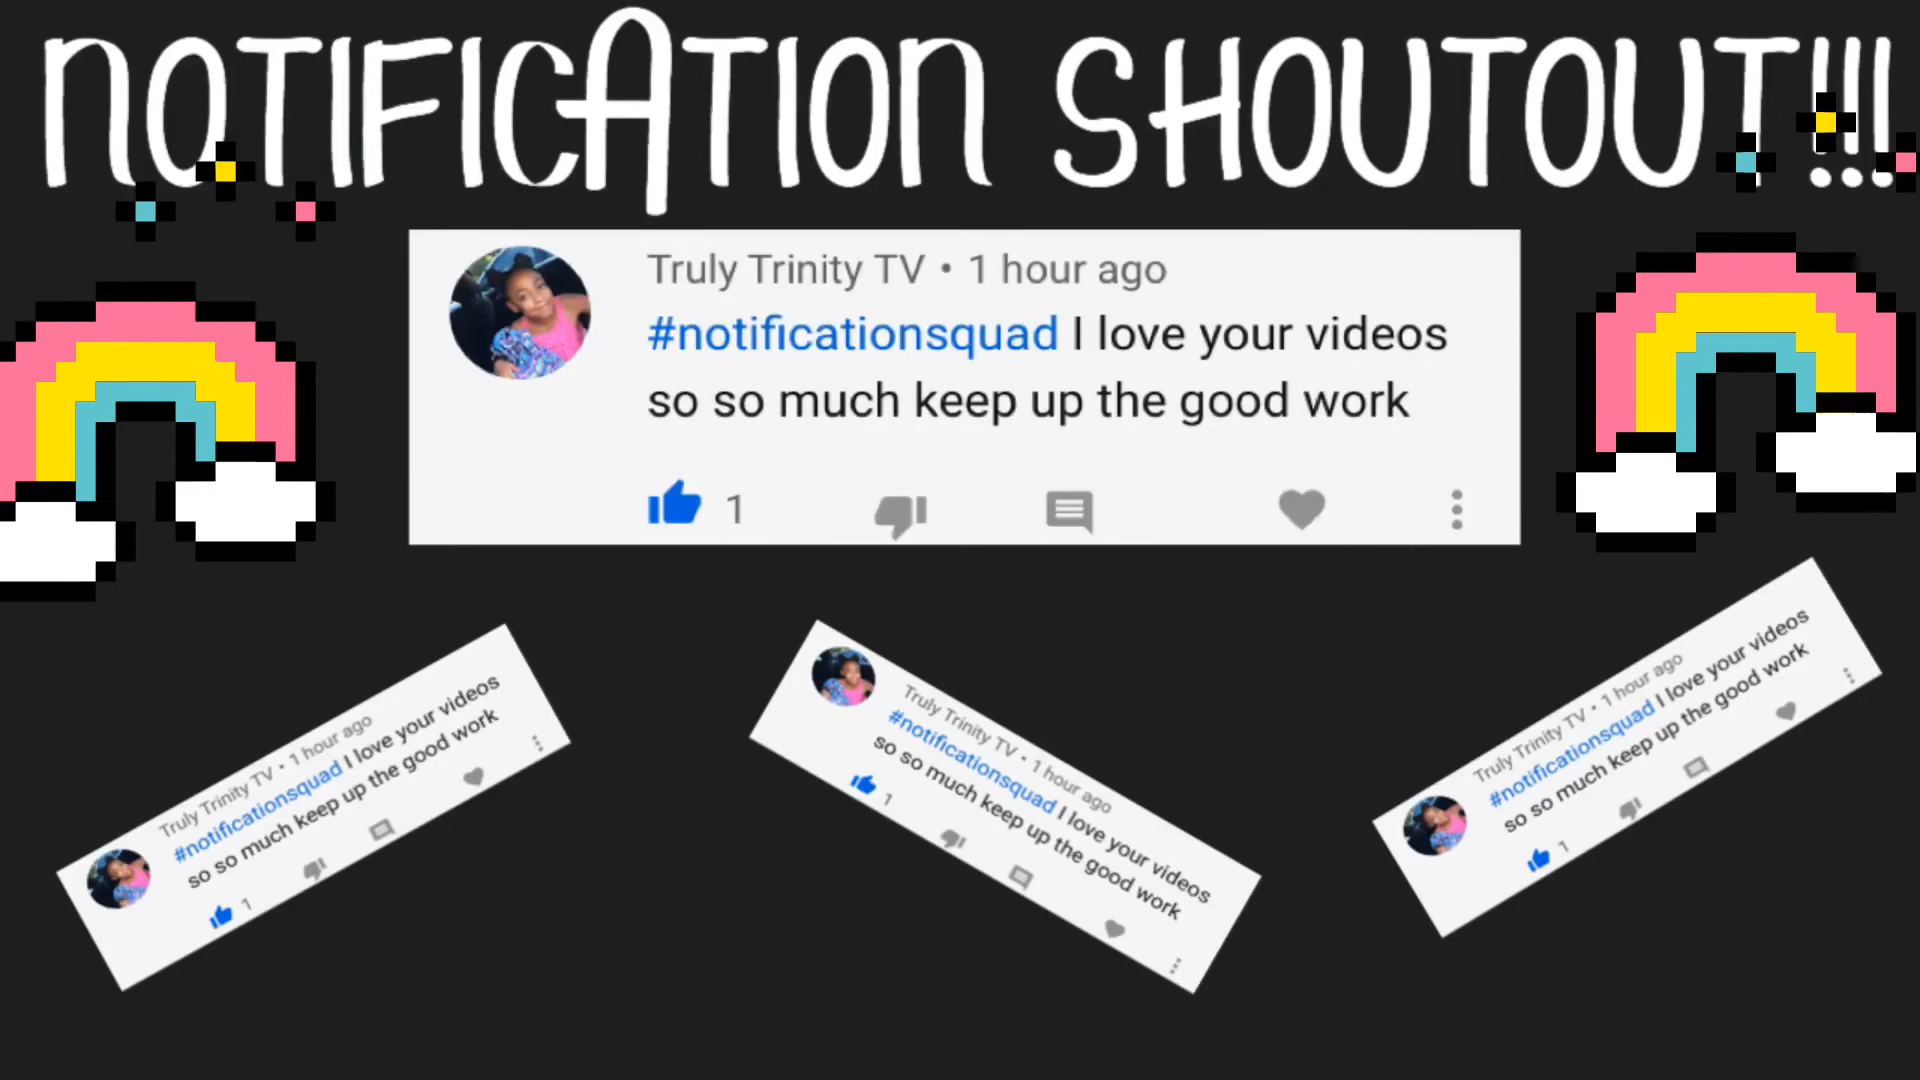 NOTIFICATION SHOUTOUT!!!
Truly Trinity TV • 1 hour ago
#notificationsquad I love your videos
so so much keep up the good work
1
Truly Trinity TV • 1 hour ago
#notificationsquad I love your videos
so so much keep up the good work
1
Truly Trinity TV • 1 hour ago
#notificationsquad I love your videos
so so much keep up the good work
1
Truly Trinity TV • 1 hour ago
#notificationsquad I love your videos
so so much keep up the good work
1